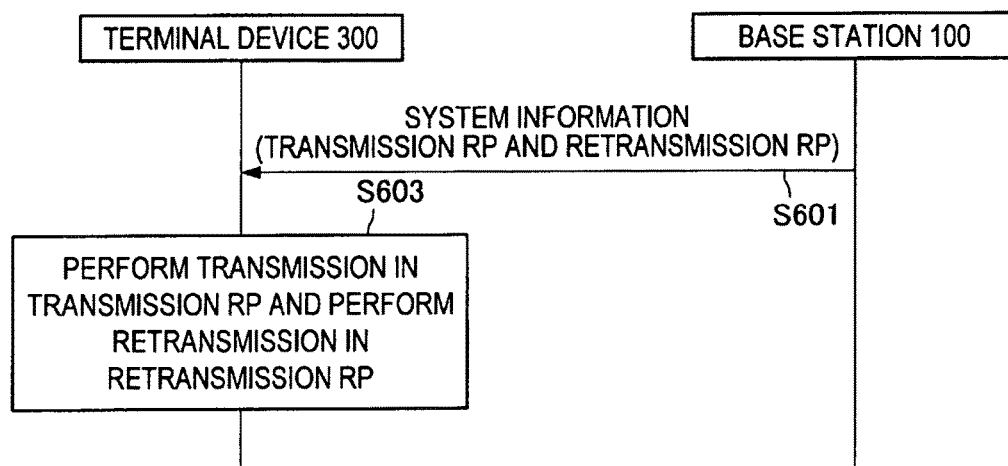 TERMINAL DEVICE 300
BASE STATION 100
SYSTEM INFORMATION
(TRANSMISSION RP AND RETRANSMISSION RP)
S601
S603
PERFORM TRANSMISSION IN
TRANSMISSION RP AND PERFORM
RETRANSMISSION IN
RETRANSMISSION RP